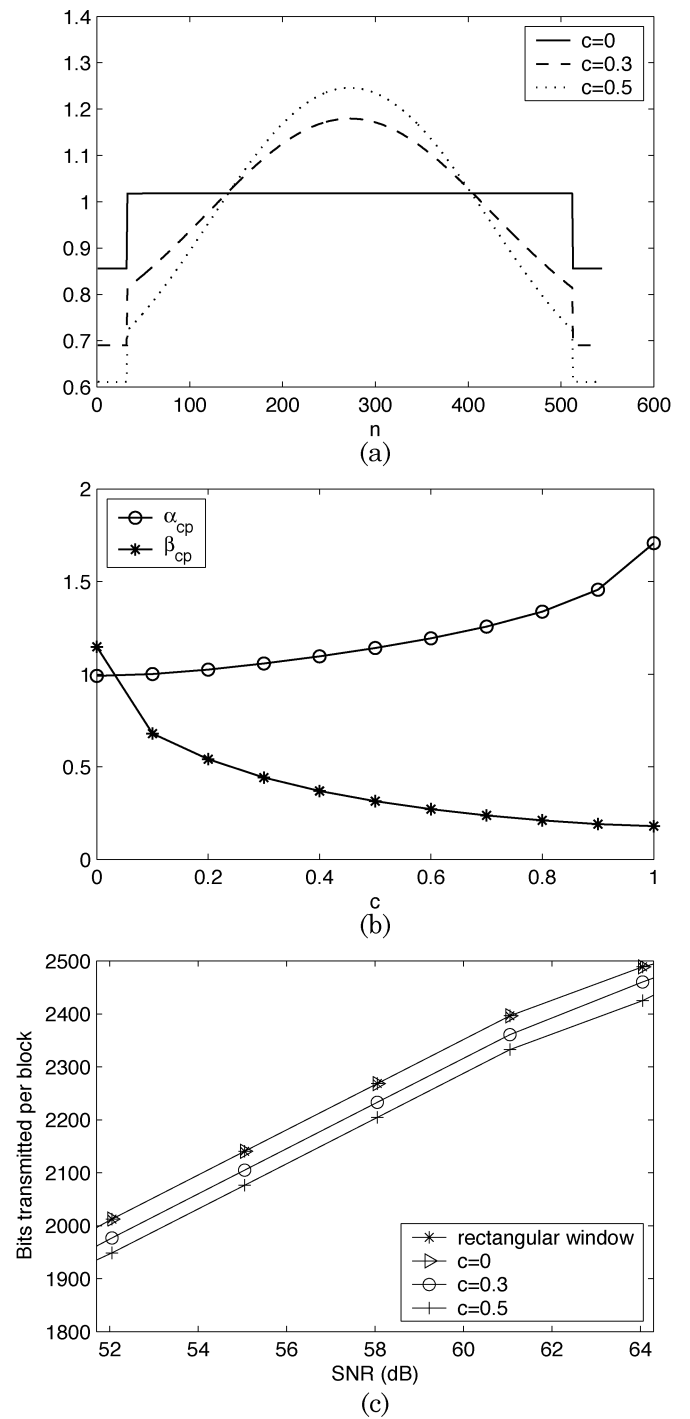 1.4
1.3
1.2
1.1
1
0.9
0.8
0.7
0.6
c=0
c=0.3
c=0.5
0 100 200 300 400 500 600
n
(a)
2
1.5
1
0.5
0
αcp
βcp
0 0.2 0.4 0.6 0.8 1
c
(b)
2500
2400
2300
2200
2100
2000
1900
1800
Bits transmitted per block
rectangular window
c=0
c=0.3
c=0.5
52 54 56 58 60 62 64
SNR (dB)
(c)